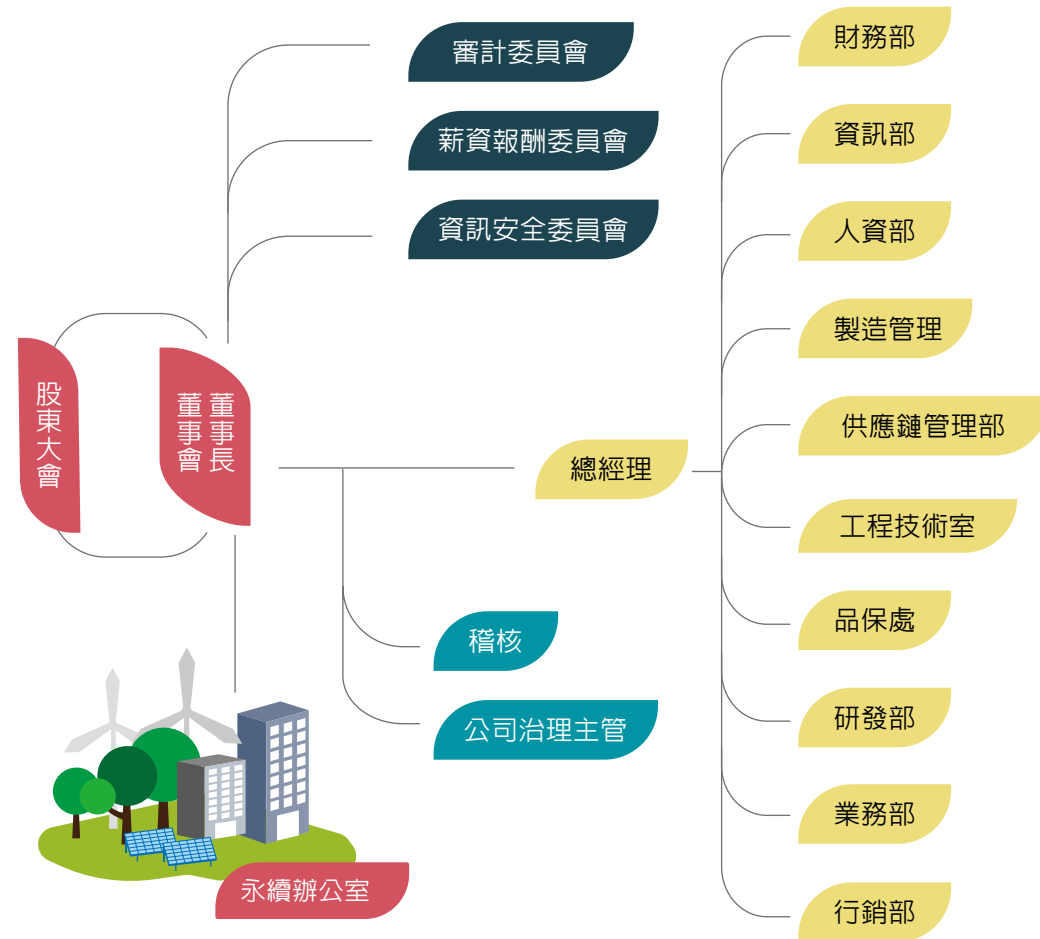 審計委員會
薪資報酬委員會
資訊安全委員會
股東大會
董事長
董事會
總經理
稽核
公司治理主管
永續辦公室
財務部
資訊部
人資部
製造管理
供應鏈管理部
工程技術室
品保處
研發部
業務部
行銷部